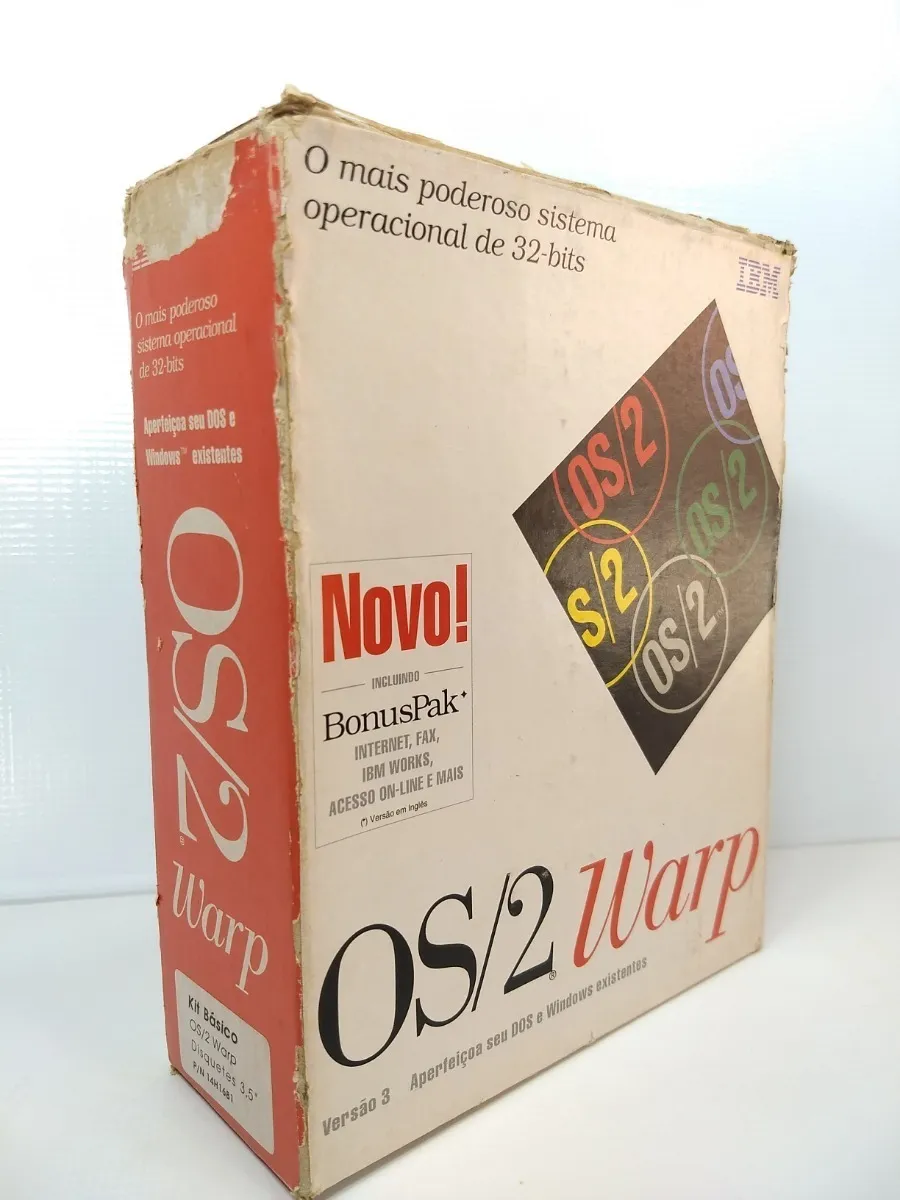 O mais poderoso sistema
operacional de 32-bits
IBM
OS/2
OS
OS/2
S/2
OS/2
Novo!
INCLUINDO
BonusPak+
INTERNET, FAX,
IBM WORKS,
ACESSO ON-LINE E MAIS
(*) Versão em Inglês
OS/2® Warp
Versão 3 Aperfeiçoa seu DOS e Windows existentes
O mais poderoso
sistema operacional
de 32-bits
Aperfeiçoa seu DOS e
Windows™ existentes
OS/2® Warp
Kit Básico
OS/2 Warp
Disquetes 3,5"
P/N 14H1681